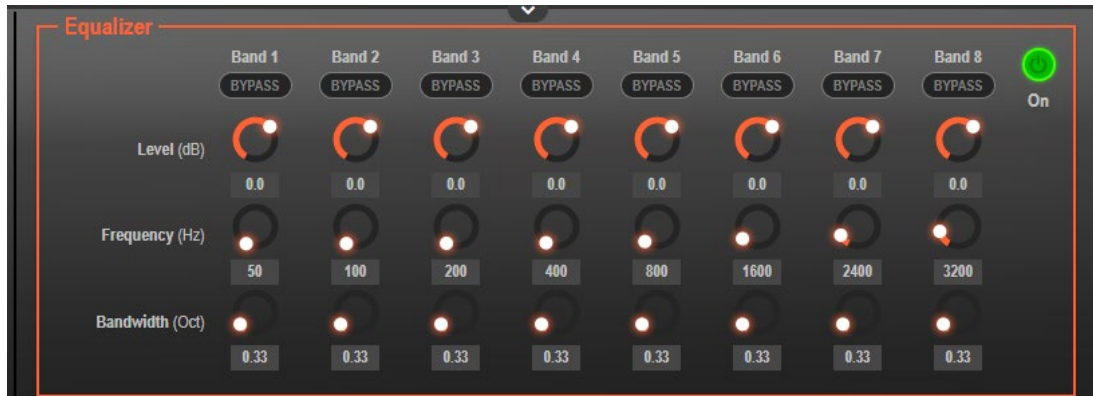 Equalizer
Band 1 Band 2 Band 3 Band 4 Band 5 Band 6 Band 7 Band 8
BYPASS BYPASS BYPASS BYPASS BYPASS BYPASS BYPASS BYPASS
On
Level (dB)
0.0 0.0 0.0 0.0 0.0 0.0 0.0 0.0
Frequency (Hz)
50 100 200 400 800 1600 2400 3200
Bandwidth (Oct)
0.33 0.33 0.33 0.33 0.33 0.33 0.33 0.33